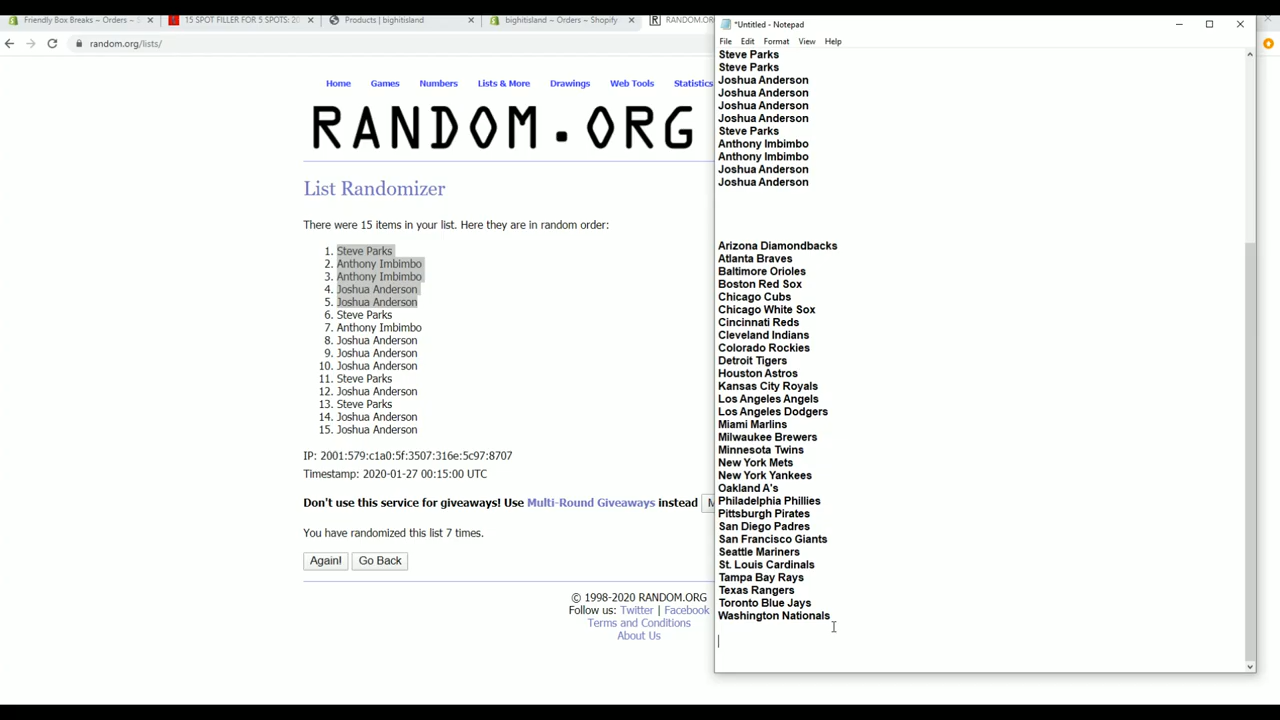 Friendly Box Breaks ~ Orders ~
15 SPOT FILLER FOR 5 SPOTS: 20
Products | bighitisland
bighitisland ~ Orders ~ Shopify
RANDOM.ORG
random.org/lists/
Home Games Numbers Lists & More Drawings Web Tools Statistics
RANDOM.ORG
List Randomizer
There were 15 items in your list. Here they are in random order:
1. Steve Parks
2. Anthony Imbimbo
3. Anthony Imbimbo
4. Joshua Anderson
5. Joshua Anderson
6. Steve Parks
7. Anthony Imbimbo
8. Joshua Anderson
9. Joshua Anderson
10. Joshua Anderson
11. Steve Parks
12. Joshua Anderson
13. Steve Parks
14. Joshua Anderson
15. Joshua Anderson
IP: 2001:579:c1a0:5f:3507:316e:5c97:8707
Timestamp: 2020-01-27 00:15:00 UTC
Don't use this service for giveaways! Use Multi-Round Giveaways instead
You have randomized this list 7 times.
Again! Go Back
© 1998-2020 RANDOM.ORG
Follow us: Twitter | Facebook
Terms and Conditions
About Us
*Untitled - Notepad
File Edit Format View Help
Steve Parks
Steve Parks
Joshua Anderson
Joshua Anderson
Joshua Anderson
Joshua Anderson
Steve Parks
Anthony Imbimbo
Anthony Imbimbo
Joshua Anderson
Joshua Anderson
Arizona Diamondbacks
Atlanta Braves
Baltimore Orioles
Boston Red Sox
Chicago Cubs
Chicago White Sox
Cincinnati Reds
Cleveland Indians
Colorado Rockies
Detroit Tigers
Houston Astros
Kansas City Royals
Los Angeles Angels
Los Angeles Dodgers
Miami Marlins
Milwaukee Brewers
Minnesota Twins
New York Mets
New York Yankees
Oakland A's
Philadelphia Phillies
Pittsburgh Pirates
San Diego Padres
San Francisco Giants
Seattle Mariners
St. Louis Cardinals
Tampa Bay Rays
Texas Rangers
Toronto Blue Jays
Washington Nationals